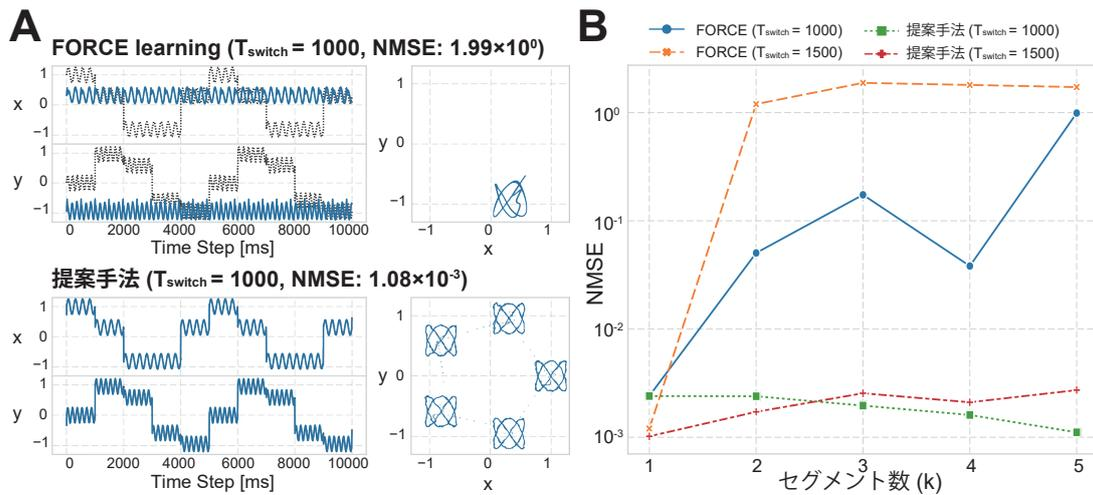 A
FORCE learning (Tswitch = 1000, NMSE: 1.99×10⁰)
x
1
0
−1
y
1
0
−1
0 2000 4000 6000 8000 10000
Time Step [ms]
y
1
0
−1
−1 0 1
x
提案手法 (Tswitch = 1000, NMSE: 1.08×10⁻³)
x
1
0
−1
y
1
0
−1
0 2000 4000 6000 8000 10000
Time Step [ms]
y
1
0
−1
−1 0 1
x
B
FORCE (Tswitch = 1000)
FORCE (Tswitch = 1500)
提案手法 (Tswitch = 1000)
提案手法 (Tswitch = 1500)
NMSE
10⁰
10⁻¹
10⁻²
10⁻³
1 2 3 4 5
セグメント数 (k)